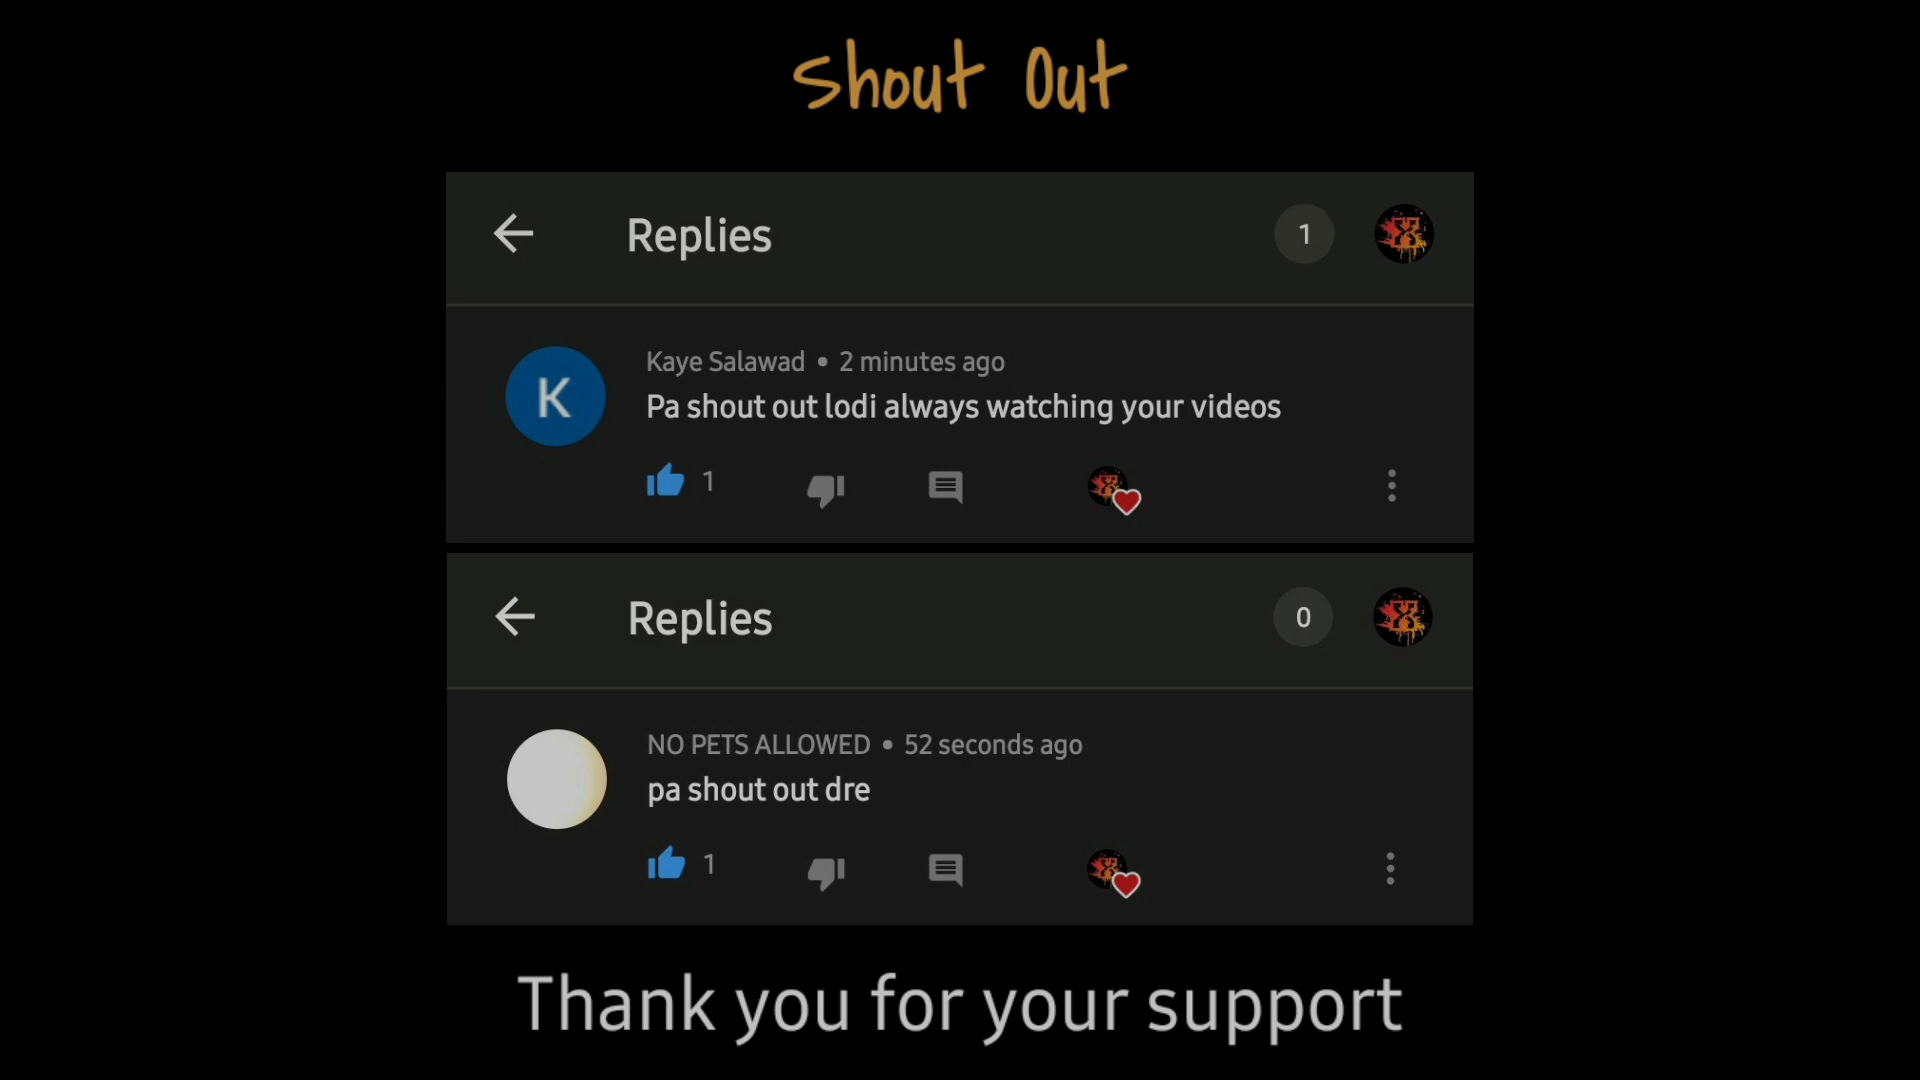 Shout Out
Replies
1
K
Kaye Salawad • 2 minutes ago
Pa shout out lodi always watching your videos
1
Replies
0
NO PETS ALLOWED • 52 seconds ago
pa shout out dre
1
Thank you for your support